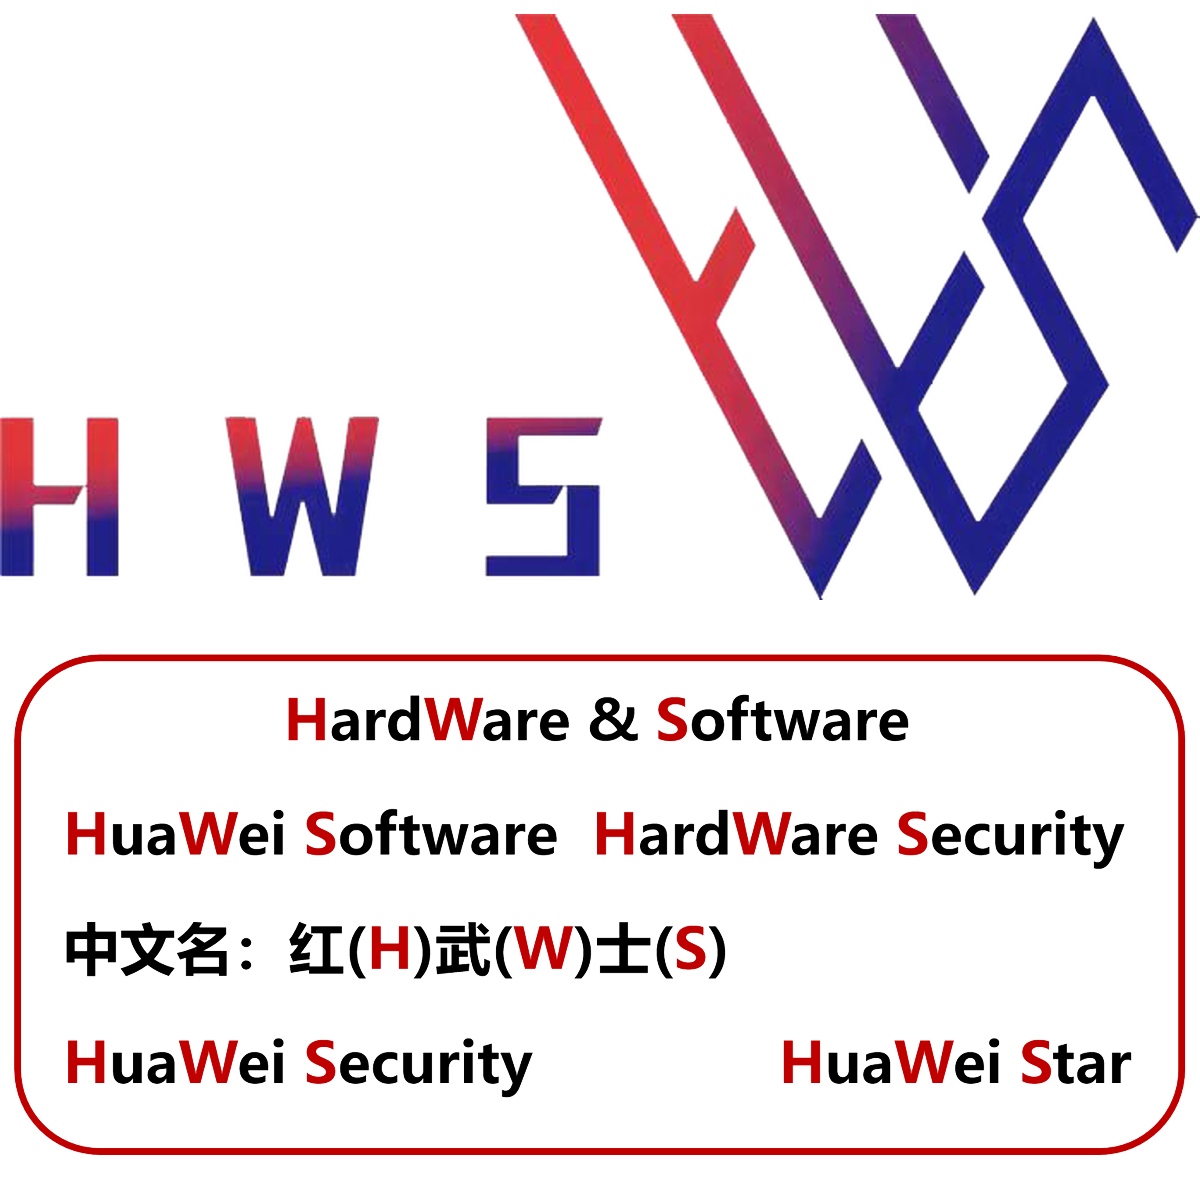 HWS
HardWare & Software
HuaWei Software HardWare Security
中文名：红(H)武(W)士(S)
HuaWei Security HuaWei Star